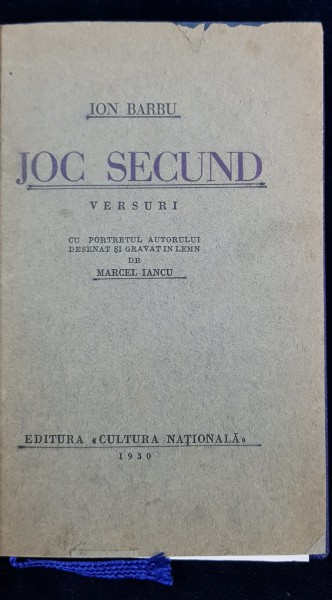 ION BARBU
JOC SECUND
VERSURI
CU PORTRETUL AUTORULUI
DESENAT ȘI GRAVAT IN LEMN
DE
MARCEL IANCU
EDITURA «CULTURA NAȚIONALĂ»
1930